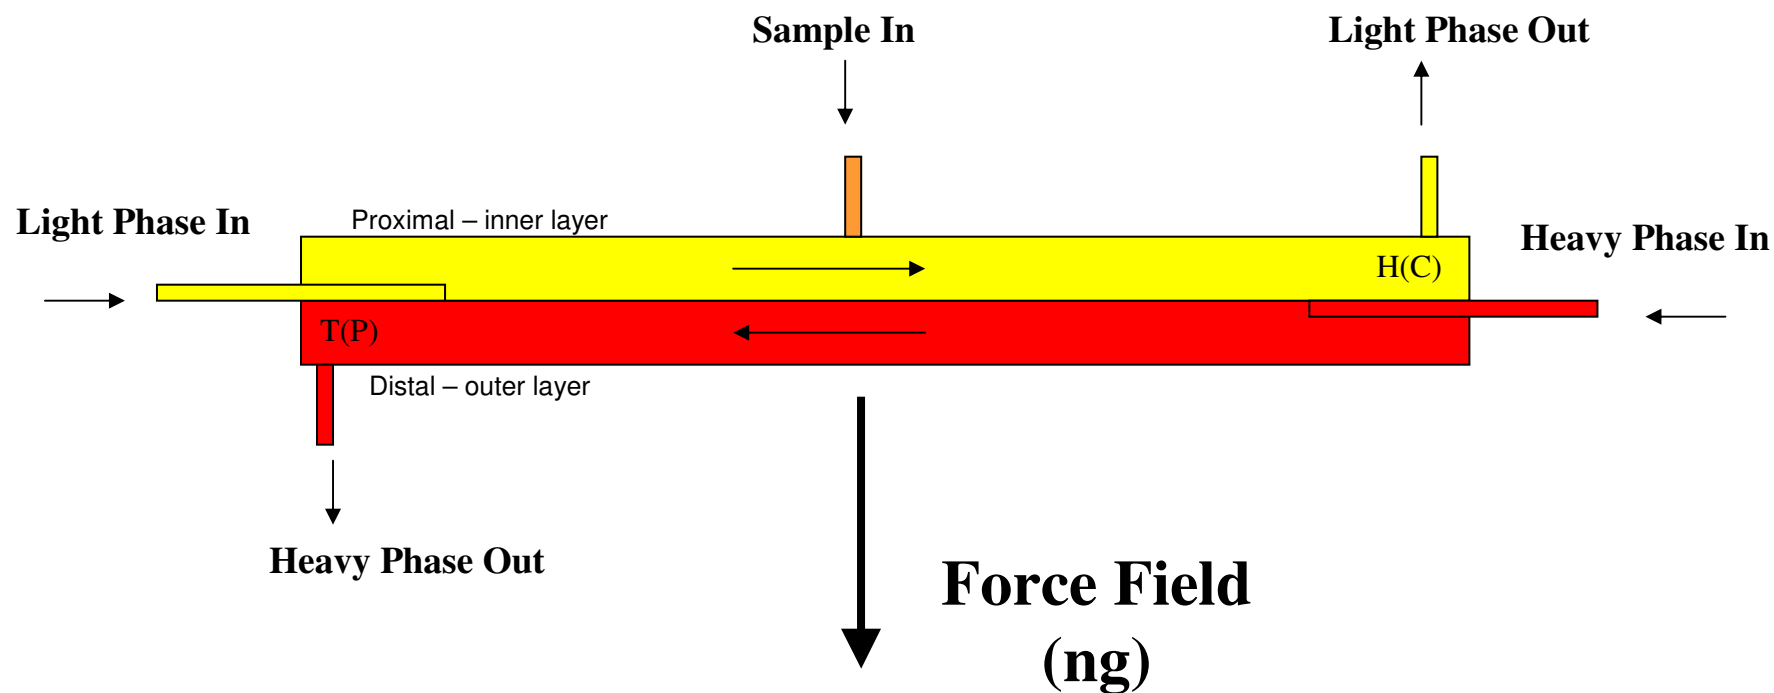 Sample In
Light Phase Out
Light Phase In
Proximal – inner layer
Heavy Phase In
H(C)
T(P)
Distal – outer layer
Heavy Phase Out
Force Field
(ng)